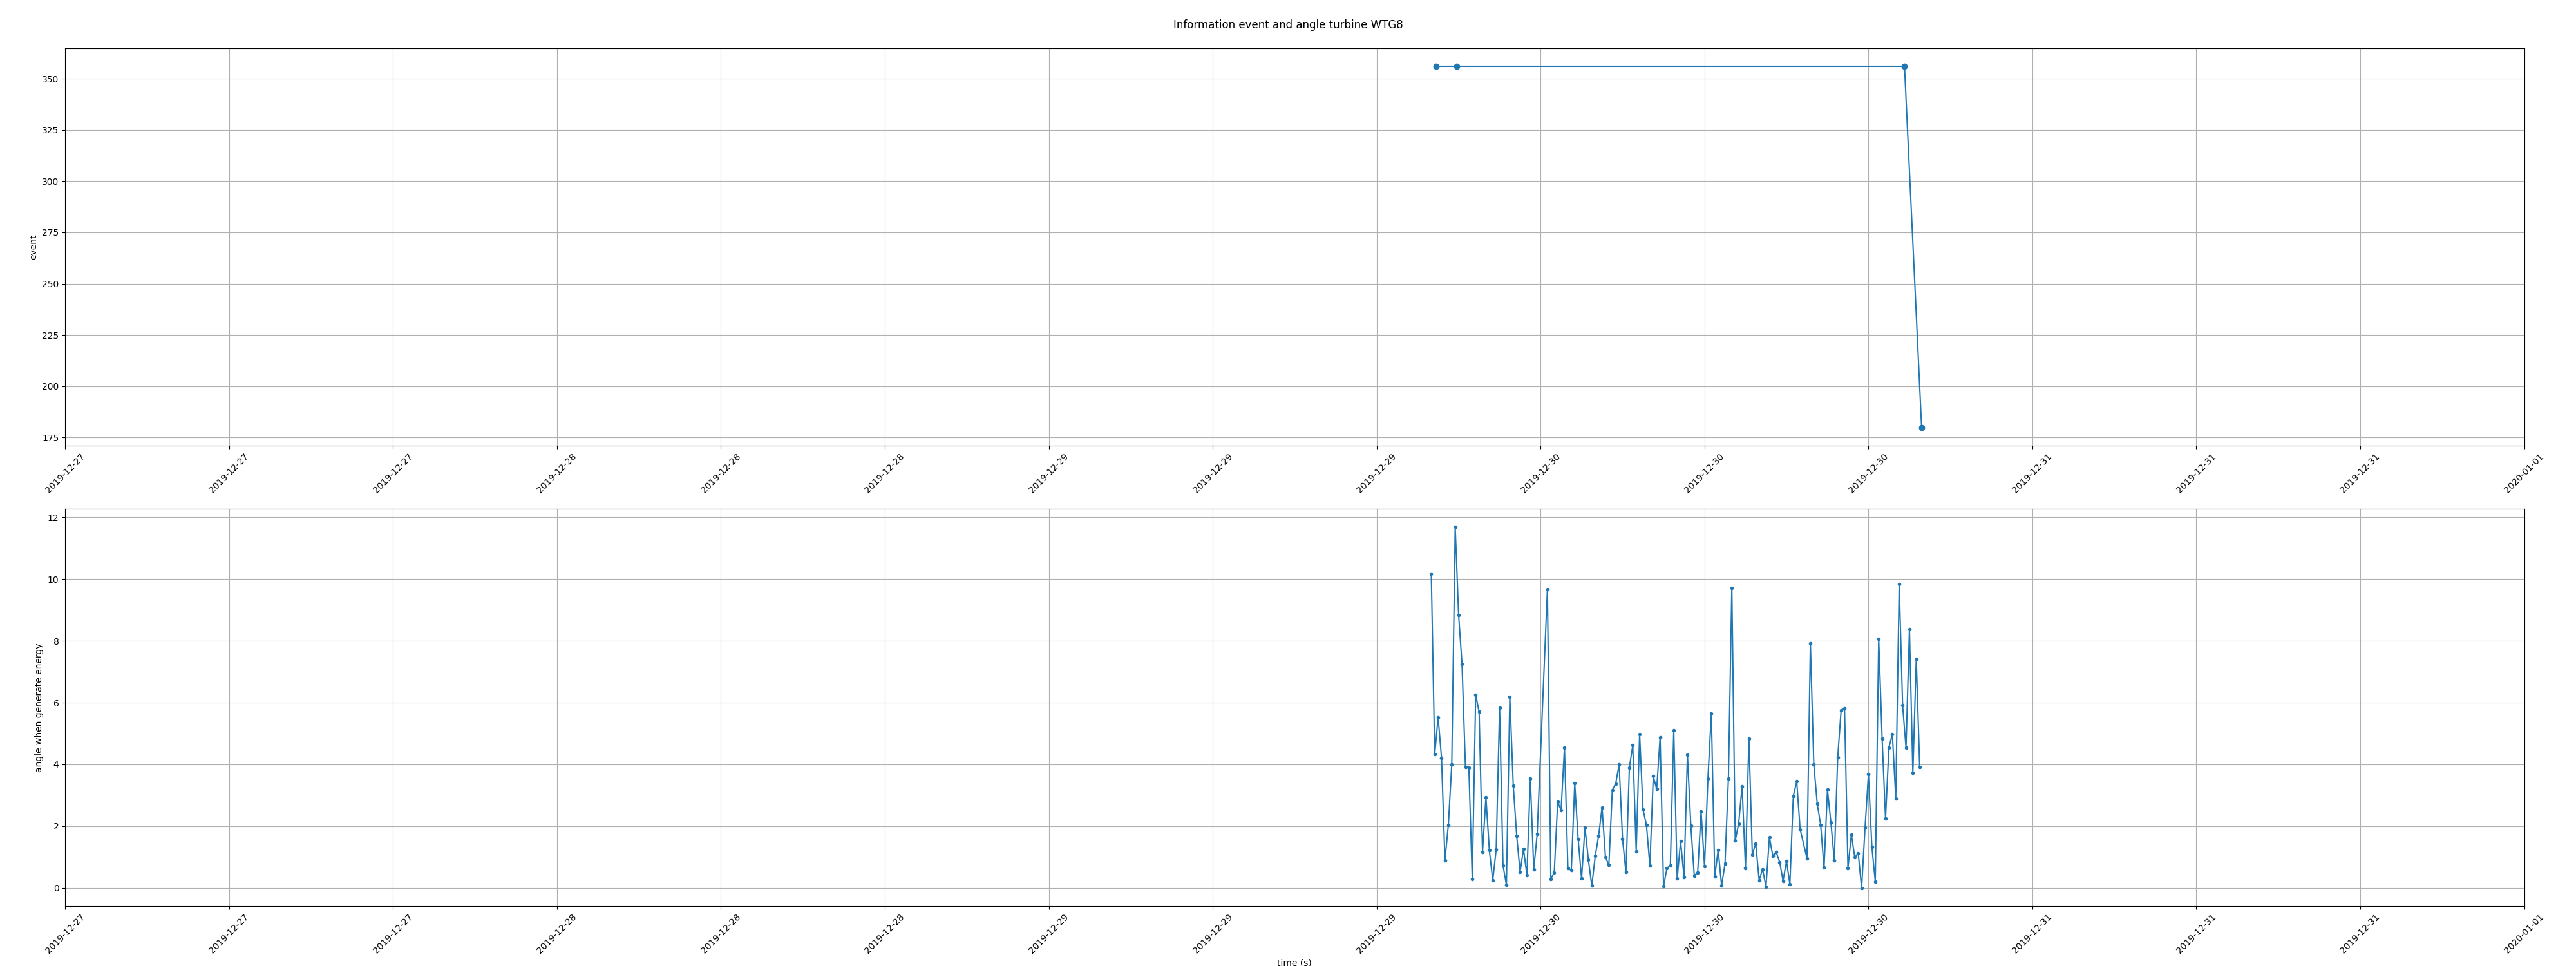 Information event and angle turbine WTG8
350
325
300
275
250
225
200
175
event
2019-12-27 2019-12-27 2019-12-27 2019-12-28 2019-12-28 2019-12-28 2019-12-29 2019-12-29 2019-12-29 2019-12-30 2019-12-30 2019-12-30 2019-12-31 2019-12-31 2019-12-31 2020-01-01
12
10
8
6
4
2
0
angle when generate energy
2019-12-27 2019-12-27 2019-12-27 2019-12-28 2019-12-28 2019-12-28 2019-12-29 2019-12-29 2019-12-29 2019-12-30 2019-12-30 2019-12-30 2019-12-31 2019-12-31 2019-12-31 2020-01-01
time (s)